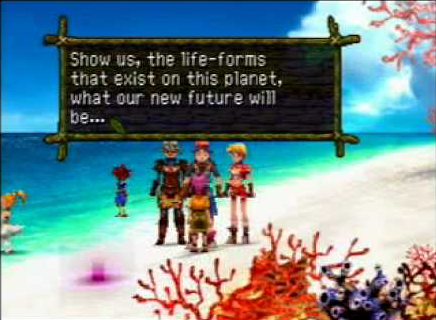 Show us, the life-forms
that exist on this planet,
what our new future will
be...